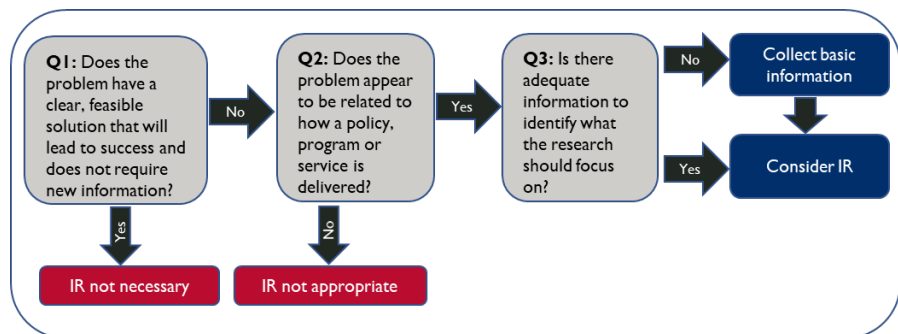 Q1: Does the
problem have a
clear, feasible
solution that will
lead to success and
does not require
new information?
No
Yes
IR not necessary
Q2: Does the
problem appear
to be related to
how a policy,
program or
service is
delivered?
Yes
No
IR not appropriate
Q3: Is there
adequate
information to
identify what
the research
should focus
on?
No
Yes
Collect basic
information
Consider IR